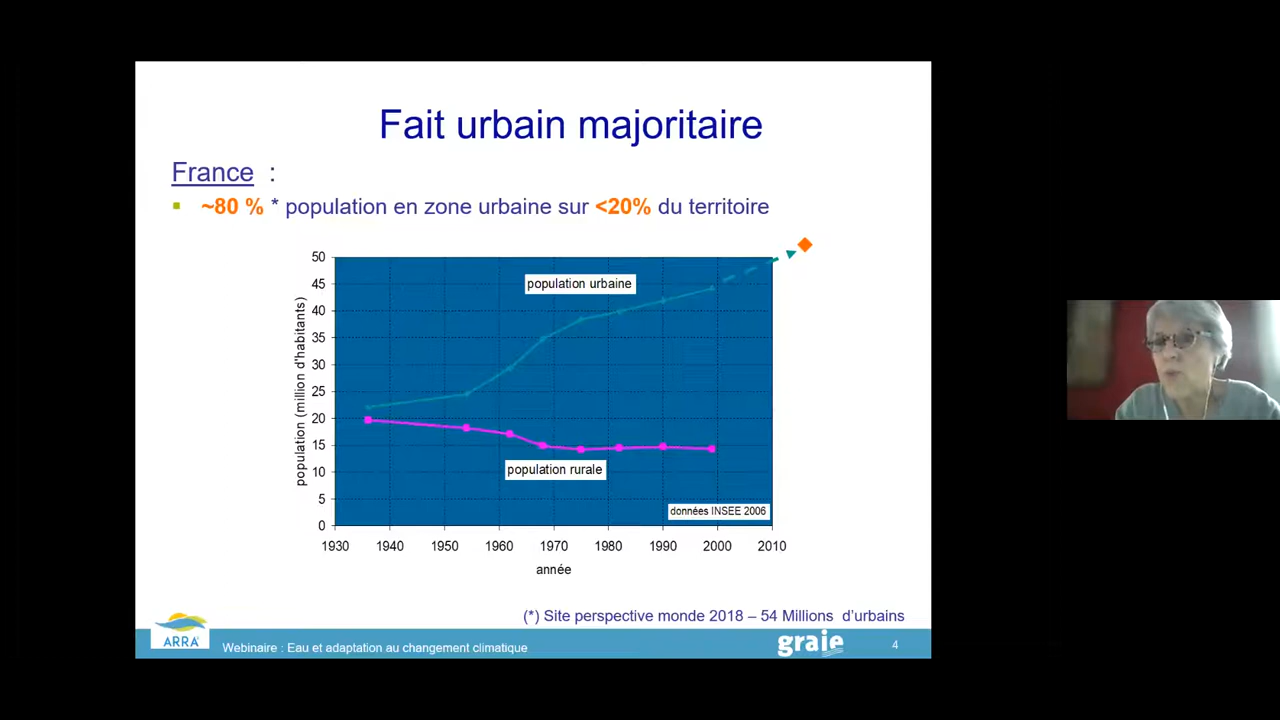 Fait urbain majoritaire
France :
~80 % * population en zone urbaine sur <20% du territoire
population (million d'habitants)
50
45
40
35
30
25
20
15
10
5
0
population urbaine
population rurale
données INSEE 2006
1930 1940 1950 1960 1970 1980 1990 2000 2010
année
(*) Site perspective monde 2018 – 54 Millions d'urbains
ARRA²
Webinaire : Eau et adaptation au changement climatique
graie
4